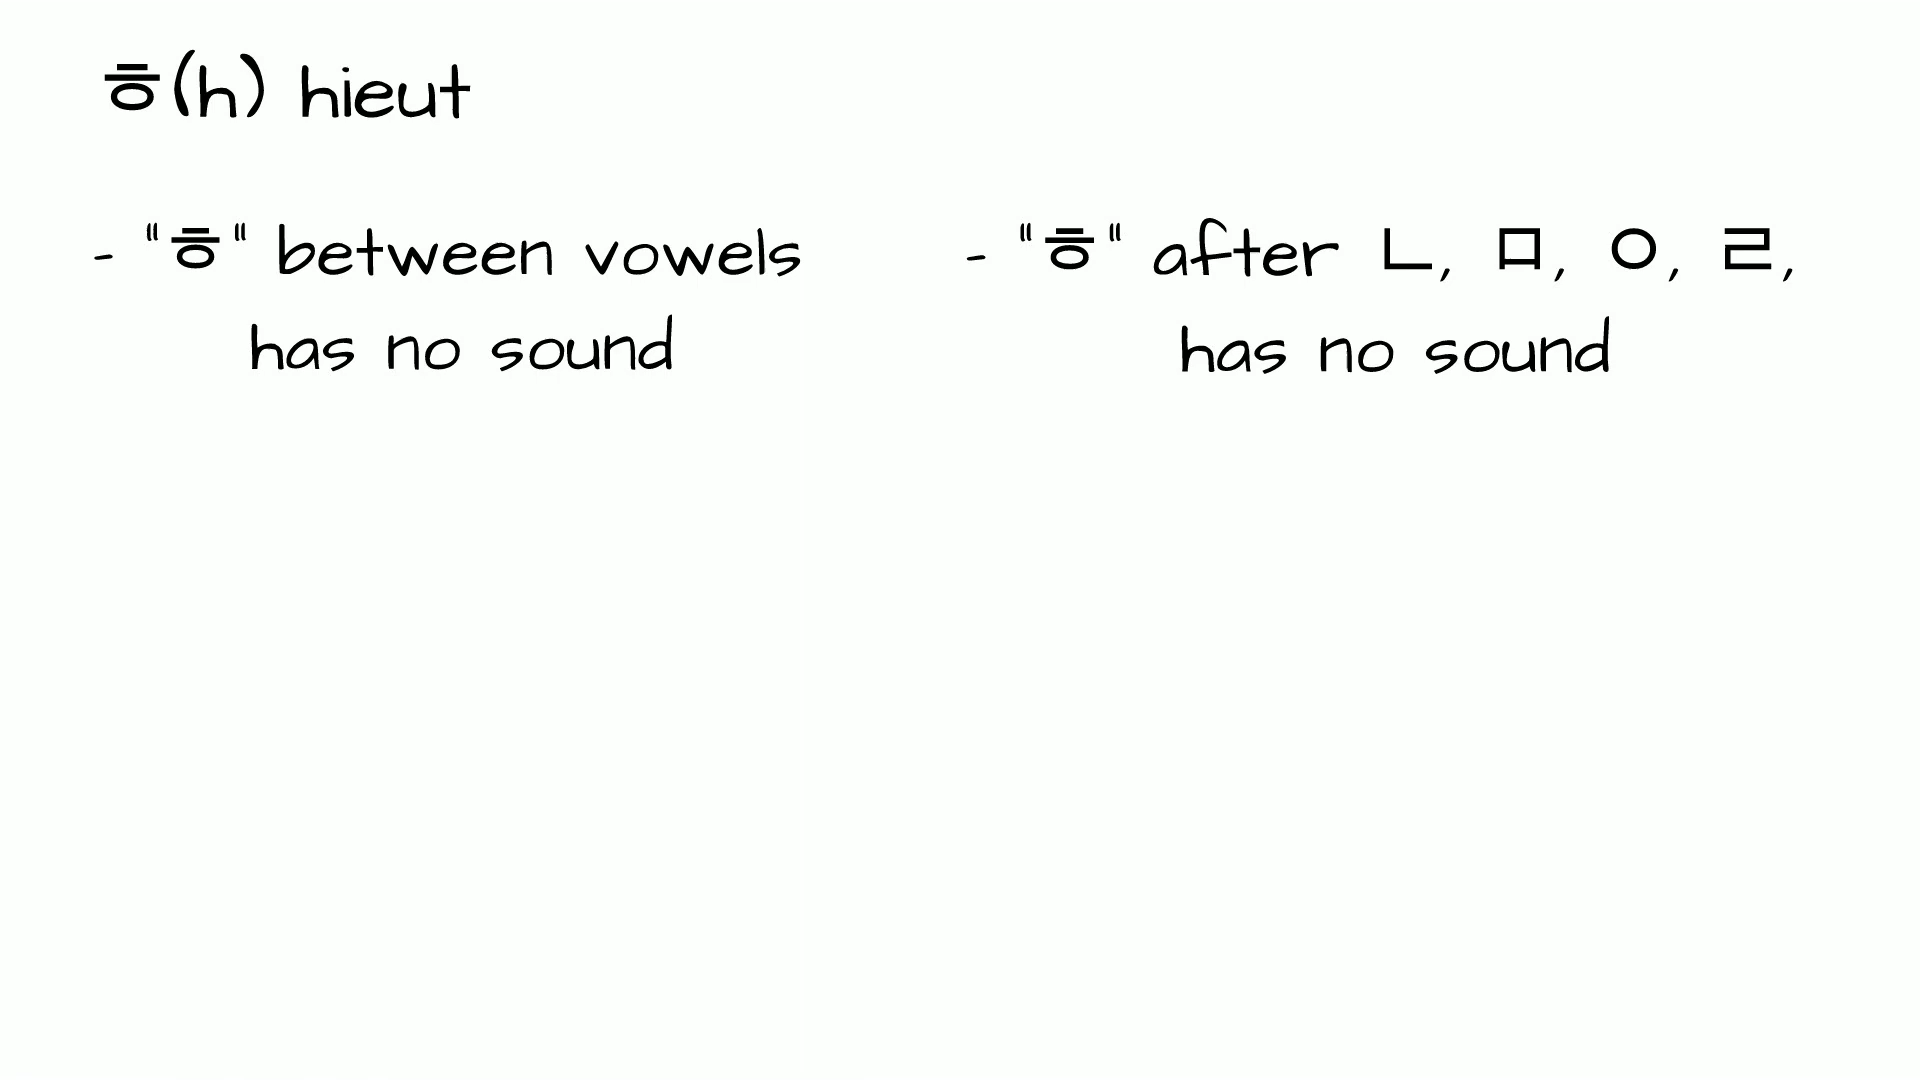 ㅎ(h) hieut
- "ㅎ" between vowels
has no sound
- "ㅎ" after ㄴ, ㅁ, ㅇ, ㄹ,
has no sound